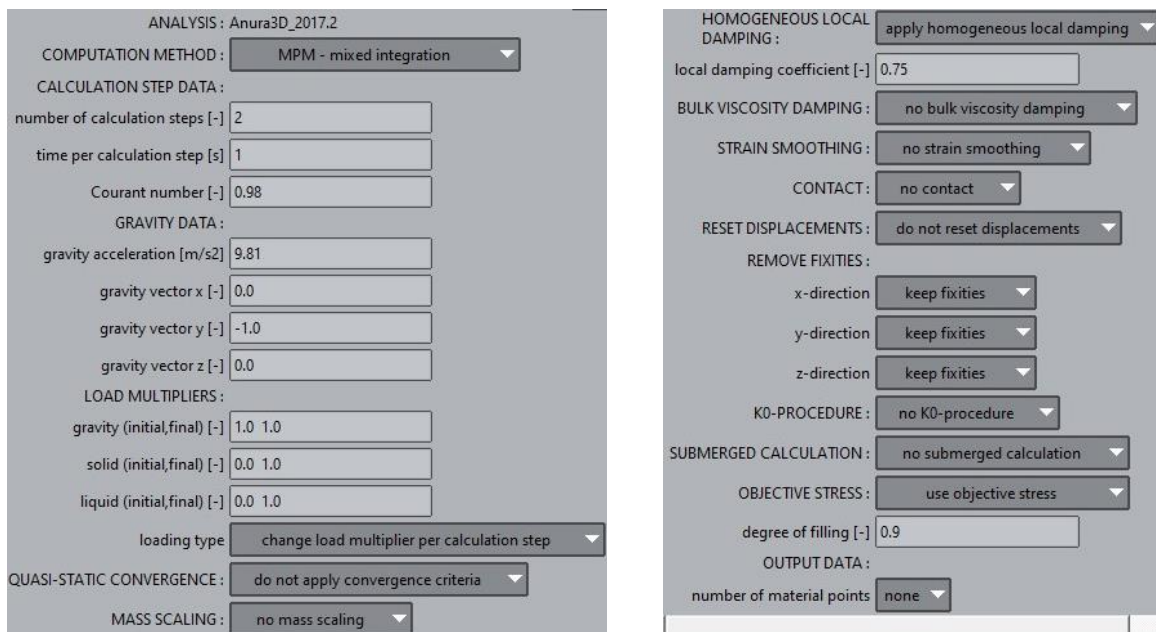 ANALYSIS : Anura3D_2017.2
COMPUTATION METHOD : MPM - mixed integration
CALCULATION STEP DATA :
number of calculation steps [-] 2
time per calculation step [s] 1
Courant number [-] 0.98
GRAVITY DATA :
gravity acceleration [m/s2] 9.81
gravity vector x [-] 0.0
gravity vector y [-] -1.0
gravity vector z [-] 0.0
LOAD MULTIPLIERS :
gravity (initial,final) [-] 1.0 1.0
solid (initial,final) [-] 0.0 1.0
liquid (initial,final) [-] 0.0 1.0
loading type change load multiplier per calculation step
QUASI-STATIC CONVERGENCE : do not apply convergence criteria
MASS SCALING : no mass scaling
HOMOGENEOUS LOCAL
DAMPING : apply homogeneous local damping
local damping coefficient [-] 0.75
BULK VISCOSITY DAMPING : no bulk viscosity damping
STRAIN SMOOTHING : no strain smoothing
CONTACT : no contact
RESET DISPLACEMENTS : do not reset displacements
REMOVE FIXITIES :
x-direction keep fixities
y-direction keep fixities
z-direction keep fixities
K0-PROCEDURE : no K0-procedure
SUBMERGED CALCULATION : no submerged calculation
OBJECTIVE STRESS : use objective stress
degree of filling [-] 0.9
OUTPUT DATA :
number of material points none